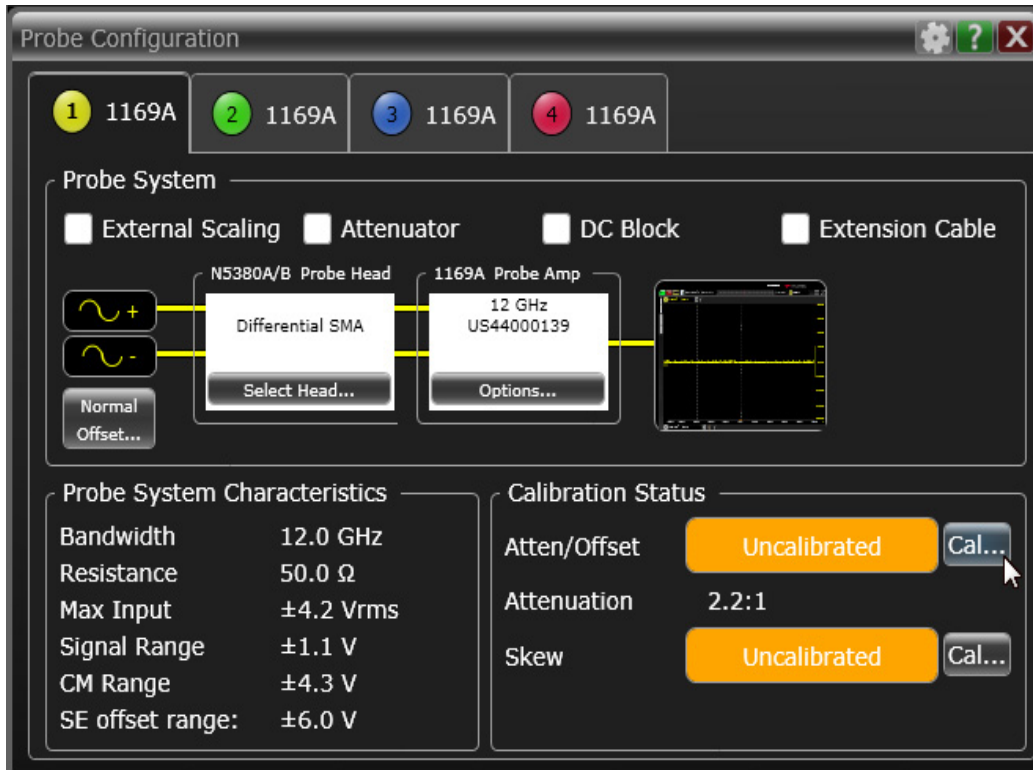 Probe Configuration
?
X
1 1169A
2 1169A
3 1169A
4 1169A
Probe System
External Scaling
Attenuator
DC Block
Extension Cable
N5380A/B Probe Head
1169A Probe Amp
+
-
Differential SMA
12 GHz
US44000139
Select Head...
Options...
Normal
Offset...
Probe System Characteristics
Bandwidth 12.0 GHz
Resistance 50.0 Ω
Max Input ±4.2 Vrms
Signal Range ±1.1 V
CM Range ±4.3 V
SE offset range: ±6.0 V
Calibration Status
Atten/Offset Uncalibrated Cal...
Attenuation 2.2:1
Skew Uncalibrated Cal...